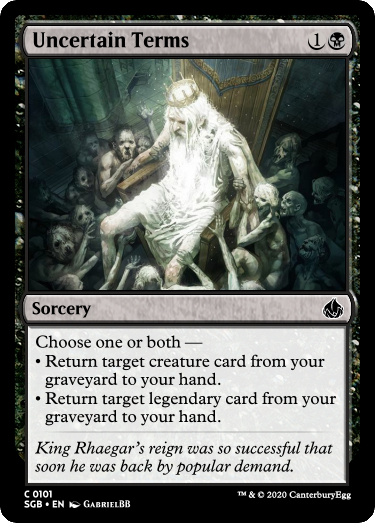 Uncertain Terms 1
Sorcery
Choose one or both —
• Return target creature card from your
graveyard to your hand.
• Return target legendary card from your
graveyard to your hand.
King Rhaegar's reign was so successful that
soon he was back by popular demand.
C 0101
SGB • EN GabrielBB
™ & © 2020 CanterburyEgg